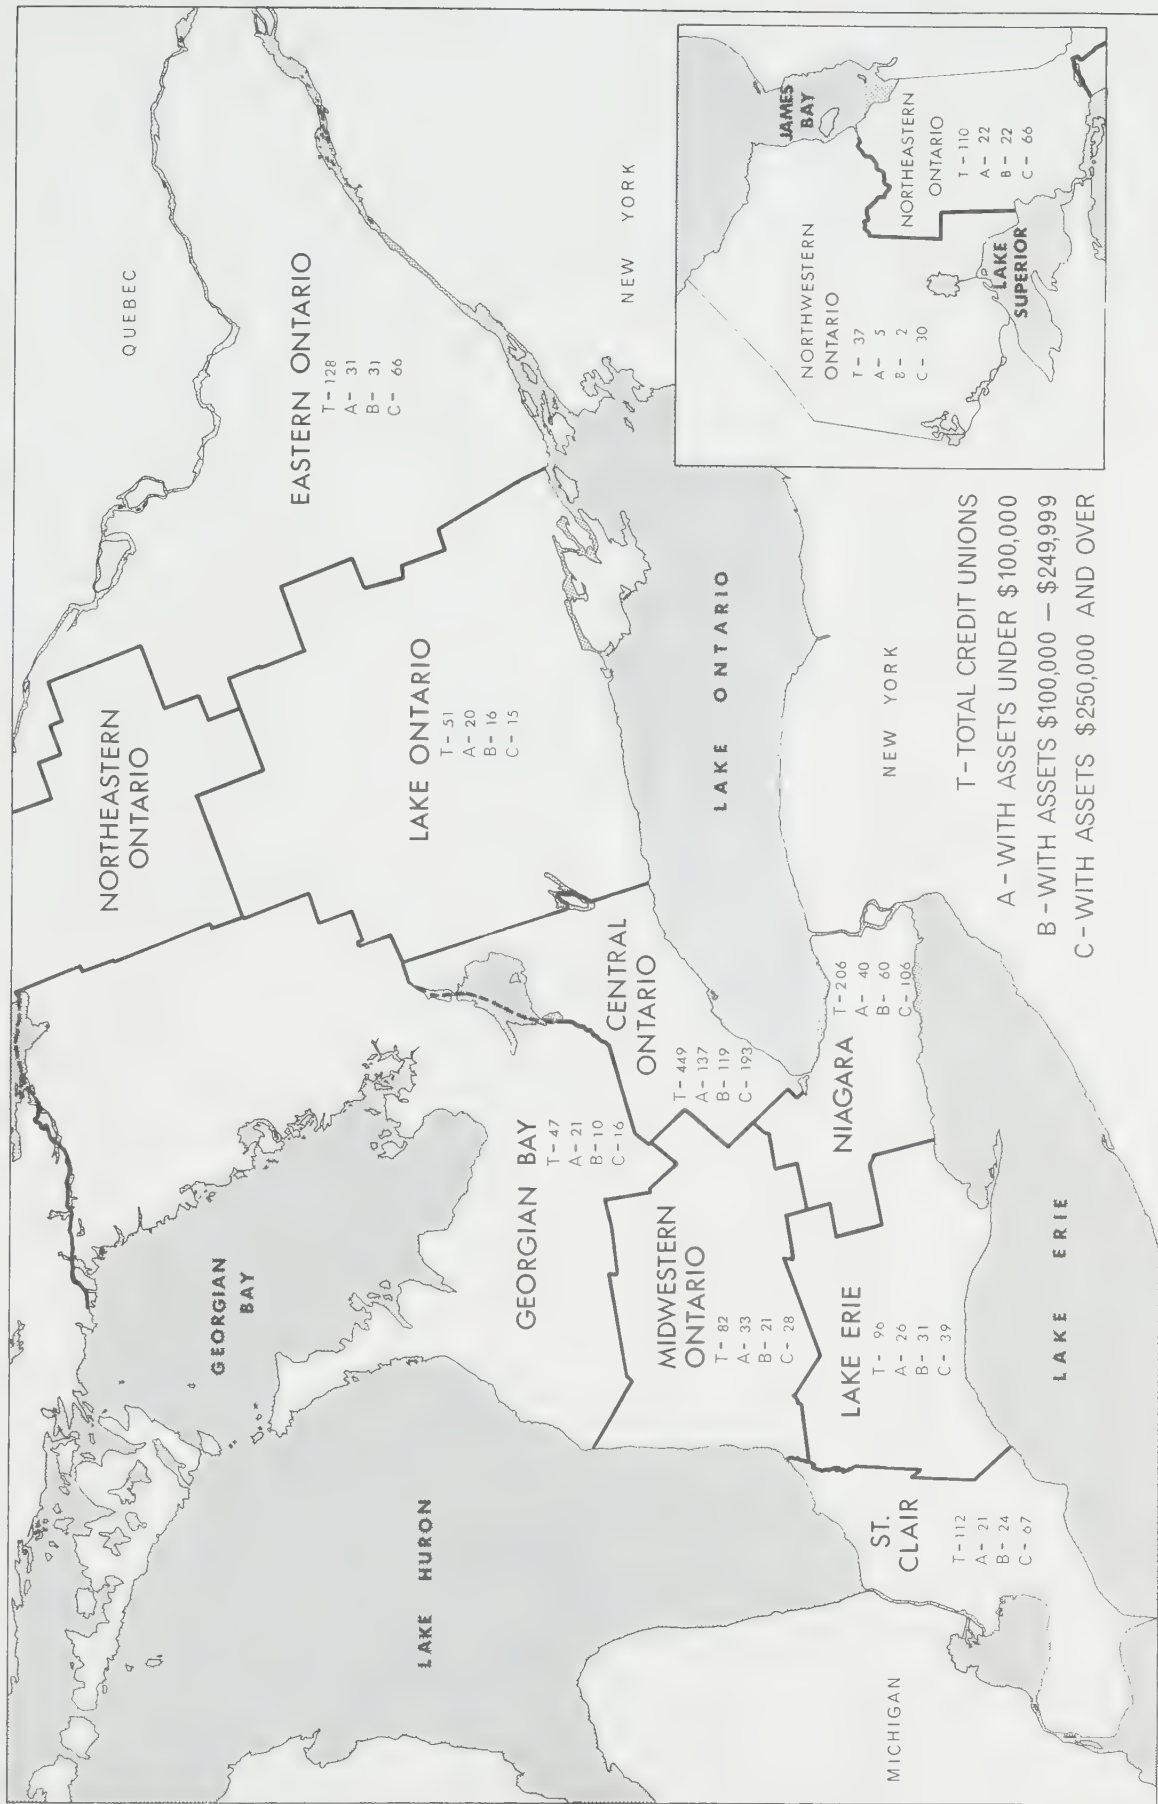 QUEBEC
EASTERN ONTARIO
T- 128
A- 31
B- 31
C- 66
NEW YORK
NORTHEASTERN
ONTARIO
LAKE ONTARIO
T- 51
A- 20
B- 16
C- 15
LAKE ONTARIO
NEW YORK
GEORGIAN
BAY
GEORGIAN BAY
T- 47
A- 21
B- 10
C- 16
CENTRAL
ONTARIO
T- 449
A- 137
B- 119
C- 193
NIAGARA
T- 206
A- 40
B- 60
C- 106
MIDWESTERN
ONTARIO
T- 82
A- 33
B- 21
C- 28
LAKE ERIE
T- 96
A- 26
B- 31
C- 39
LAKE ERIE
LAKE HURON
ST.
CLAIR
T- 112
A- 21
B- 24
C- 67
MICHIGAN
JAMES
BAY
NORTHWESTERN
ONTARIO
T- 37
A- 5
B- 2
C- 30
NORTHEASTERN
ONTARIO
T- 110
A- 22
B- 22
C- 66
LAKE
SUPERIOR
T-TOTAL CREDIT UNIONS
A-WITH ASSETS UNDER $100,000
B-WITH ASSETS $100,000 – $249,999
C-WITH ASSETS $250,000 AND OVER